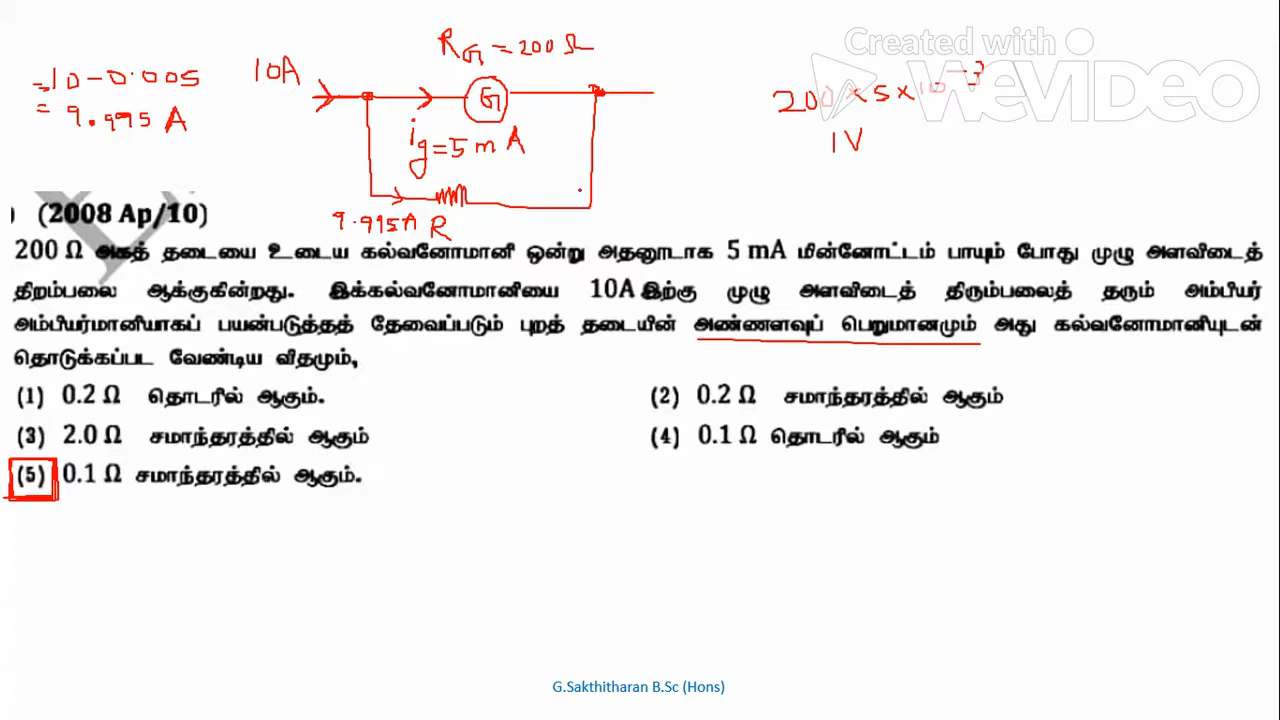 Created with
WEVIDEO
R_G = 200 Ω
10A
= 10 - 0.005
= 9.995 A
G
i_g = 5 m A
200 × 5 × 10⁻³
1V
9.995A R
) (2008 Ap/10)
200 Ω அகத் தடையை உடைய கல்வனோமானி ஒன்று அதனூடாக 5 mA மின்னோட்டம் பாயும் போது முழு அளவிடைத்
திறம்பலை ஆக்குகின்றது. இக்கல்வனோமானியை 10A இற்கு முழு அளவிடைத் திரும்பலைத் தரும் அம்பியர்
அம்பியர்மானியாகப் பயன்படுத்தத் தேவைப்படும் புறத் தடையின் அண்ணளவுப் பெறுமானமும் அது கல்வனோமானியுடன்
தொடுக்கப்பட வேண்டிய விதமும்,
(1) 0.2 Ω தொடரில் ஆகும்.
(2) 0.2 Ω சமாந்தரத்தில் ஆகும்
(3) 2.0 Ω சமாந்தரத்தில் ஆகும்
(4) 0.1 Ω தொடரில் ஆகும்
(5) 0.1 Ω சமாந்தரத்தில் ஆகும்.
G.Sakthitharan B.Sc (Hons)